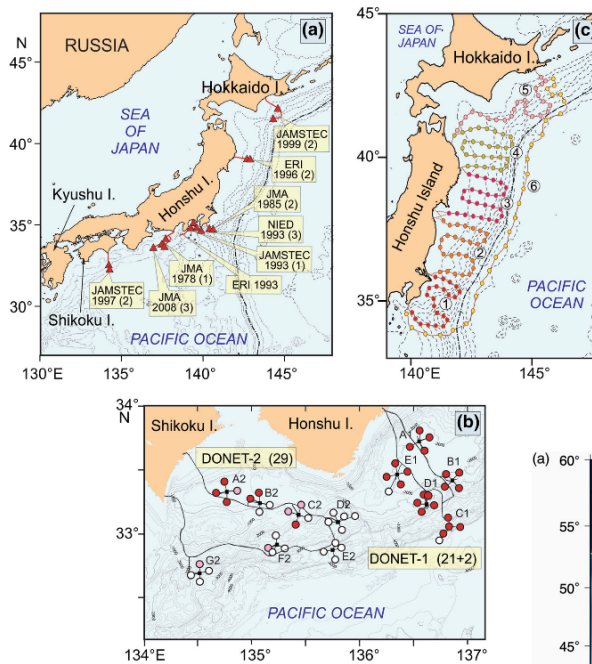 (a)
N
RUSSIA
45°
40°
35°
30°
130°E
135°
140°
145°
SEA
OF
JAPAN
Hokkaido I.
Honshu I.
Kyushu I.
Shikoku I.
PACIFIC OCEAN
JAMSTEC
1999 (2)
ERI
1996 (2)
JMA
1985 (2)
NIED
1993 (3)
JAMSTEC
1993 (1)
ERI 1993
JMA
1978 (1)
JMA
2008 (3)
JAMSTEC
1997 (2)
(c)
SEA OF
JAPAN
Hokkaido I.
Honshu Island
PACIFIC
OCEAN
45°
40°
35°
140°E
145°
1
2
3
4
5
6
(b)
34°
N
33°
134°E
135°
136°
137°
Shikoku I.
Honshu I.
DONET-2 (29)
DONET-1 (21+2)
A1
B1
C1
D1
E1
A2
B2
C2
D2
E2
F2
G2
PACIFIC OCEAN
(a)
60°
55°
50°
45°